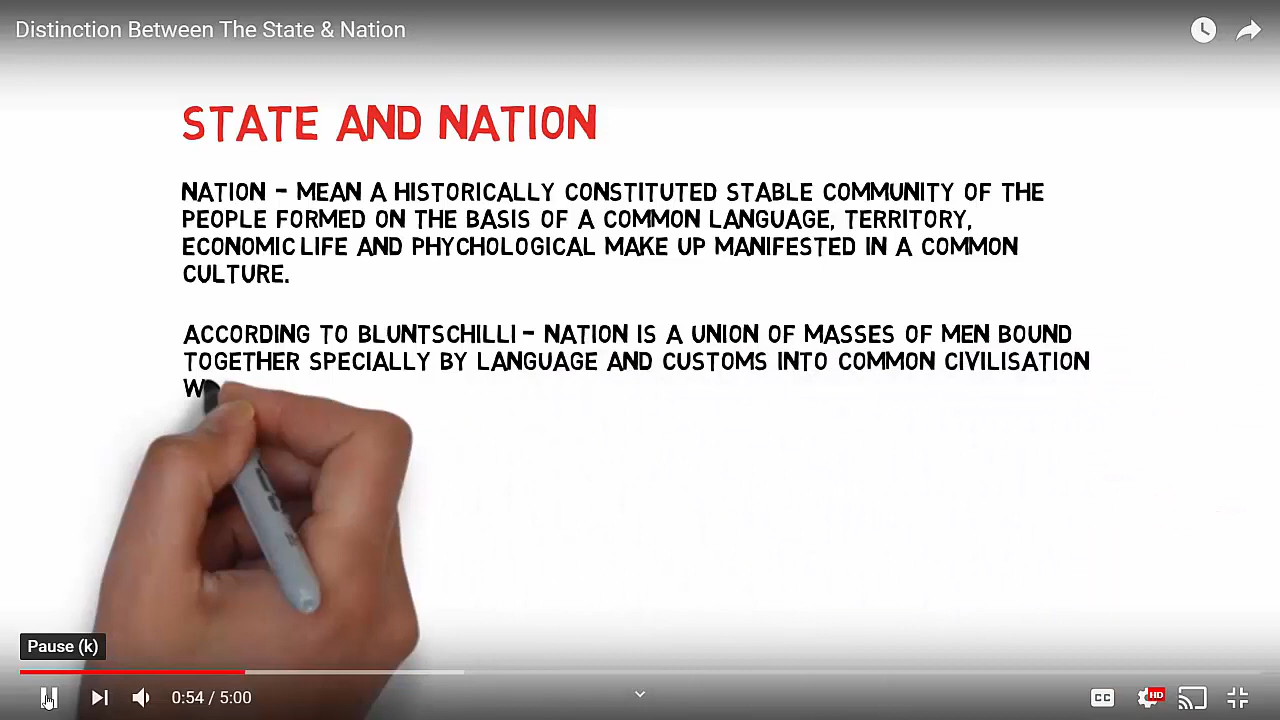 Distinction Between The State & Nation
STATE AND NATION
NATION - MEAN A HISTORICALLY CONSTITUTED STABLE COMMUNITY OF THE
PEOPLE FORMED ON THE BASIS OF A COMMON LANGUAGE, TERRITORY,
ECONOMIC LIFE AND PHYCHOLOGICAL MAKE UP MANIFESTED IN A COMMON
CULTURE.
ACCORDING TO BLUNTSCHILLI - NATION IS A UNION OF MASSES OF MEN BOUND
TOGETHER SPECIALLY BY LANGUAGE AND CUSTOMS INTO COMMON CIVILISATION
W
Pause (k)
0:54 / 5:00
CC
HD